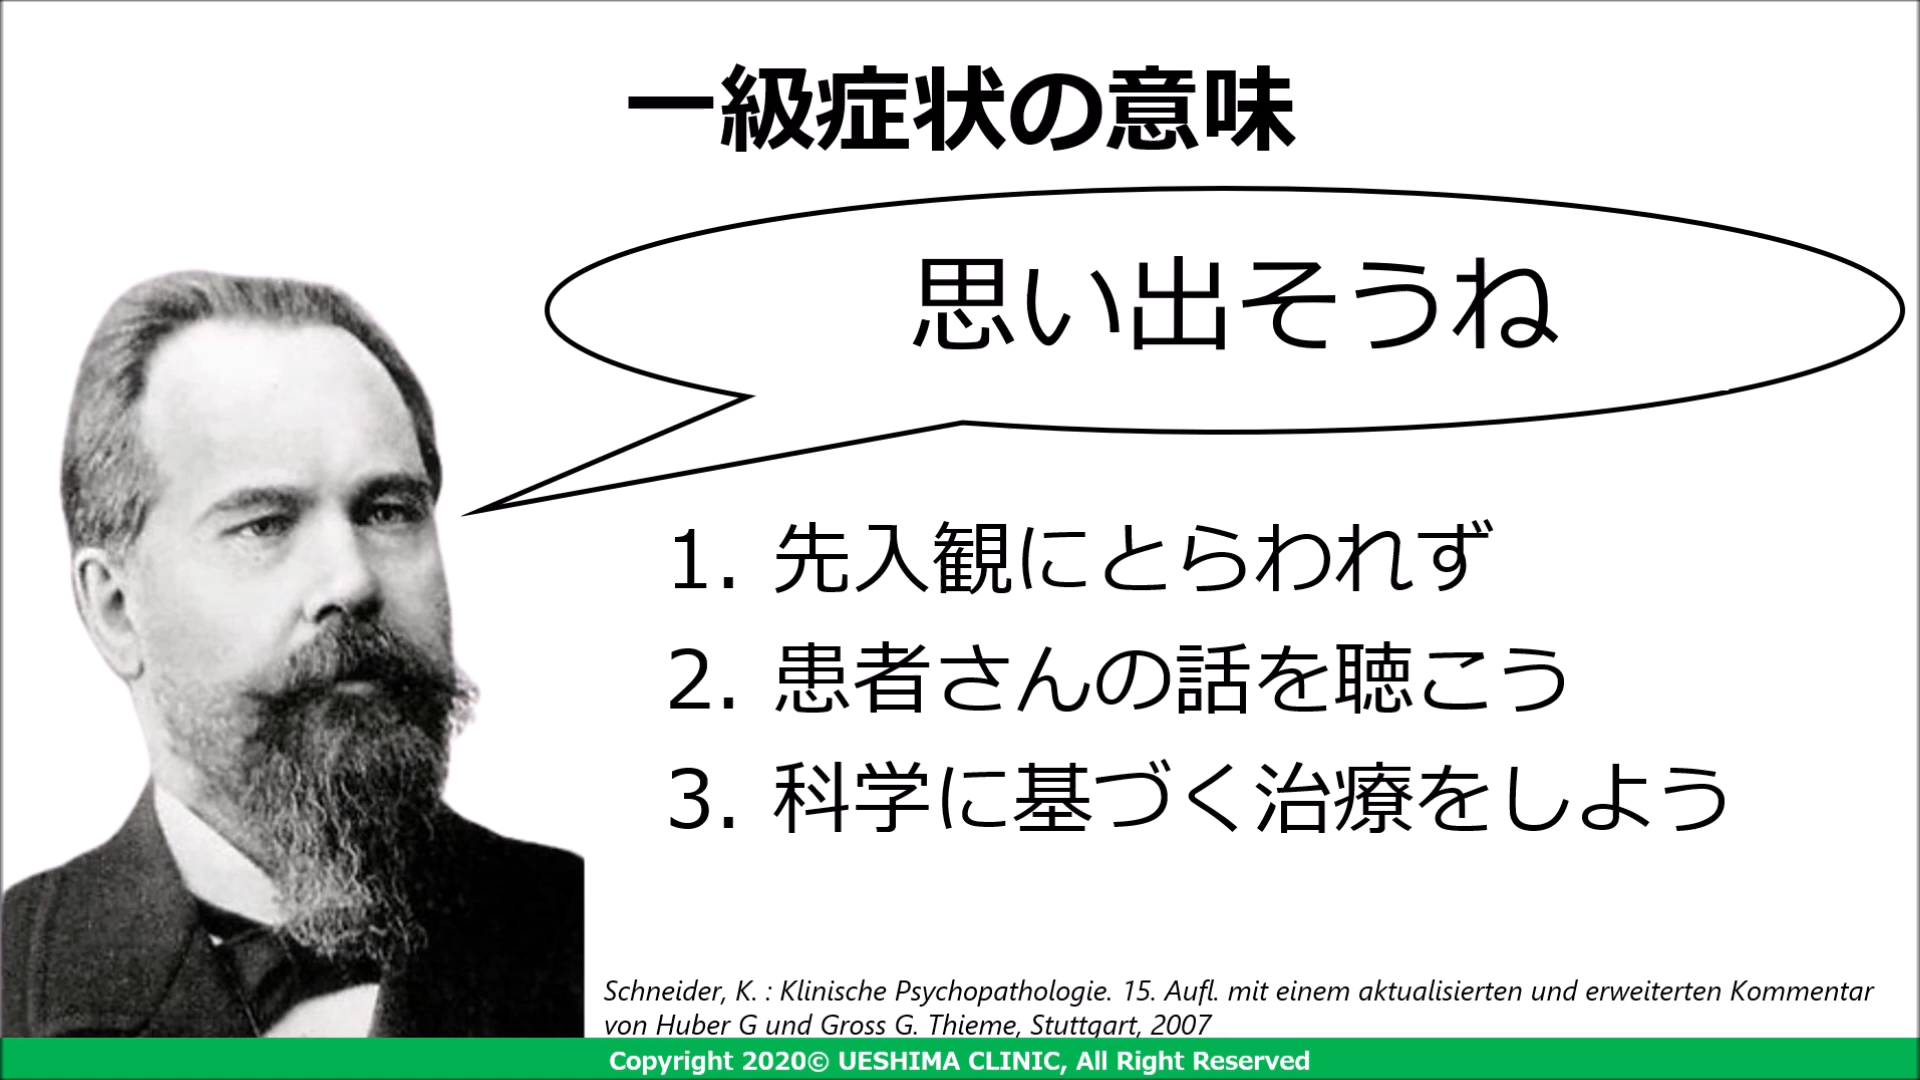 一級症状の意味
思い出そうね
1. 先入観にとらわれず
2. 患者さんの話を聴こう
3. 科学に基づく治療をしよう
Schneider, K. : Klinische Psychopathologie. 15. Aufl. mit einem aktualisierten und erweiterten Kommentar
von Huber G und Gross G. Thieme, Stuttgart, 2007
Copyright 2020© UESHIMA CLINIC, All Right Reserved